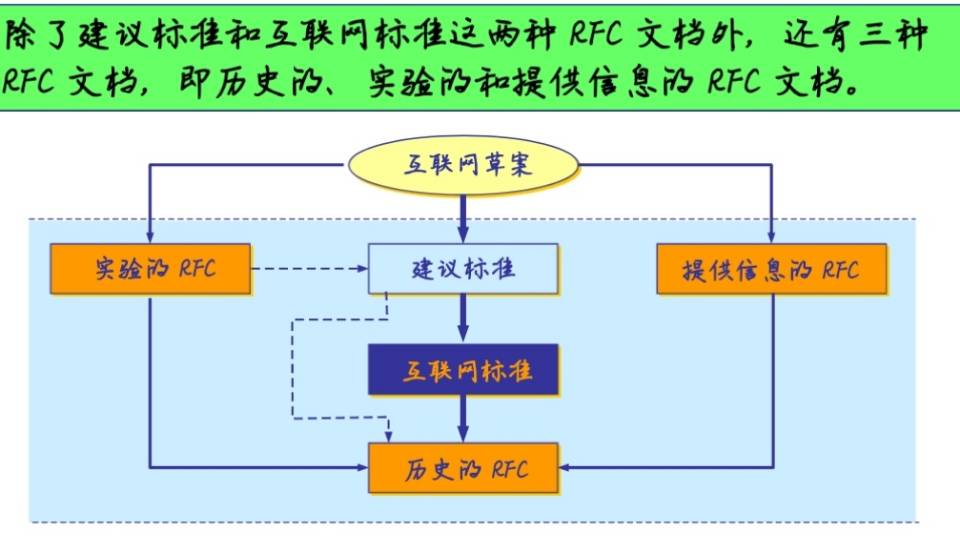 除了建议标准和互联网标准这两种 RFC 文档外，还有三种
RFC 文档，即历史的、实验的和提供信息的 RFC 文档。
互联网草案
实验的 RFC
建议标准
提供信息的 RFC
互联网标准
历史的 RFC